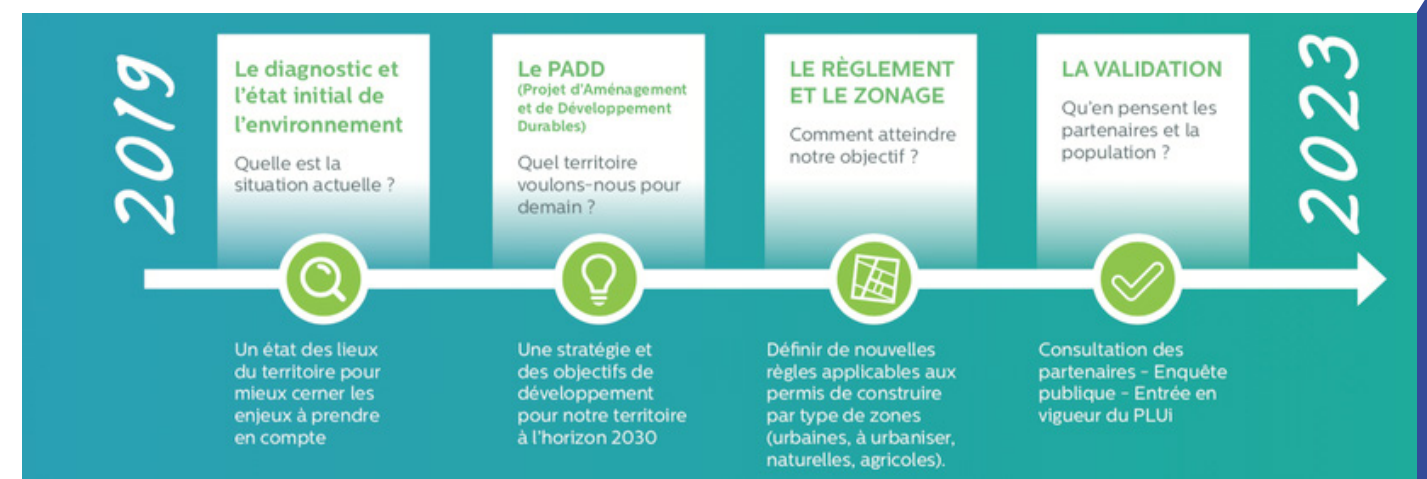 2019
Le diagnostic et
l'état initial de
l'environnement
Quelle est la
situation actuelle ?
Un état des lieux
du territoire pour
mieux cerner les
enjeux à prendre
en compte
Le PADD
(Projet d'Aménagement
et de Développement
Durables)
Quel territoire
voulons-nous pour
demain ?
Une stratégie et
des objectifs de
développement
pour notre territoire
à l'horizon 2030
LE RÈGLEMENT
ET LE ZONAGE
Comment atteindre
notre objectif ?
Définir de nouvelles
règles applicables aux
permis de construire
par type de zones
(urbaines, à urbaniser,
naturelles, agricoles).
LA VALIDATION
Qu'en pensent les
partenaires et la
population ?
Consultation des
partenaires - Enquête
publique - Entrée en
vigueur du PLUi
2023